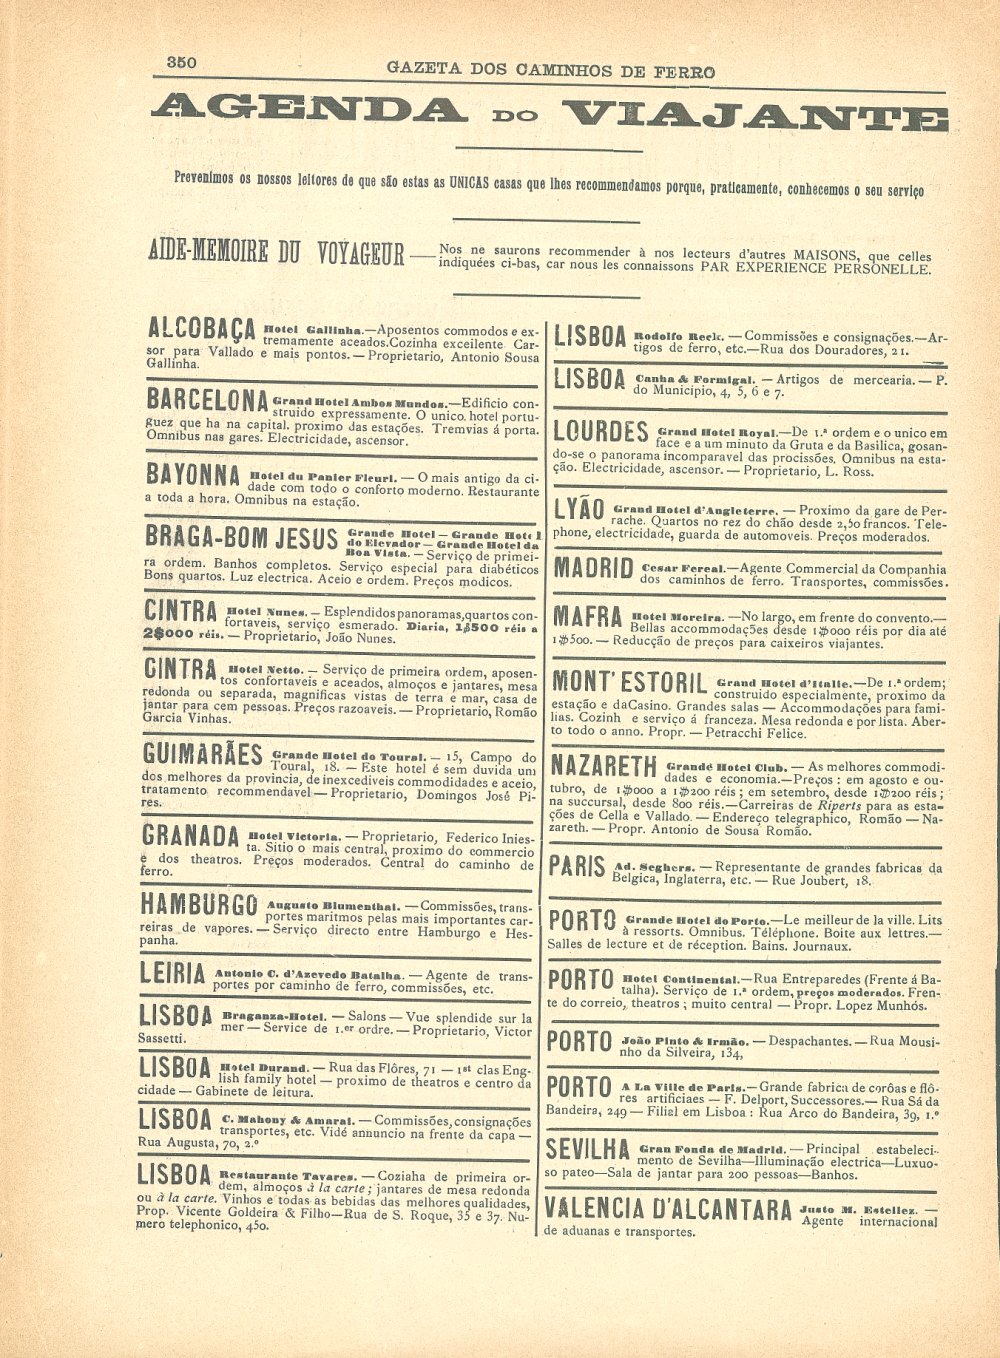 350
GAZETA DOS CAMINHOS DE FERRO
AGENDA DO VIAJANTE
Prevenimos os nossos leitores de que são estas as UNICAS casas que lhes recommendamos porque, praticamente, conhecemos o seu serviço
AIDE-MEMOIRE DU VOYAGEUR — Nos ne saurons recommender à nos lecteurs d'autres MAISONS, que celles
indiquées ci-bas, car nous les connaissons PAR EXPERIENCE PERSONELLE.
ALCOBAÇA Hotel Gallinha.—Aposentos commodos e ex-
tremamente aceados.Cozinha exceilente Car-
sor para Vallado e mais pontos. — Proprietario, Antonio Sousa
Gallinha.
BARCELONA Grand Hotel Ambos Mundos.—Edificio con-
struido expressamente. O unico hotel portu-
guez que ha na capital, proximo das estações. Tremvias á porta.
Omnibus nas gares. Electricidade, ascensor.
BAYONNA Hotel du Panier Fleuri. — O mais antigo da ci-
dade com todo o conforto moderno. Restaurante
a toda a hora. Omnibus na estação.
BRAGA-BOM JESUS Grande Hotel — Grande Hotel
do Elevador — Grande Hotel da
Boa Vista. — Serviço de primei-
ra ordem. Banhos completos. Serviço especial para diabéticos
Bons quartos. Luz electrica. Aceio e ordem. Preços modicos.
CINTRA Hotel Nunes. — Esplendidos panoramas, quartos con-
fortaveis, serviço esmerado. Diaria, 1$500 réis a
2$000 réis. — Proprietario, João Nunes.
CINTRA Hotel Netto. — Serviço de primeira ordem, aposen-
tos confortaveis e aceados, almoços e jantares, mesa
redonda ou separada, magnificas vistas de terra e mar, casa de
jantar para cem pessoas. Preços razoaveis. — Proprietario, Romão
Garcia Vinhas.
GUIMARÃES Grande Hotel do Toural. — 15, Campo do
Toural, 18. — Este hotel é sem duvida um
dos melhores da provincia, de inexcediveis commodidades e aceio,
tratamento recommendavel — Proprietario, Domingos José Pi-
res.
GRANADA Hotel Victoria. — Proprietario, Federico Inies-
ta. Sitio o mais central, proximo do commercio
e dos theatros. Preços moderados. Central do caminho de
ferro.
HAMBURGO Augusto Blumenthal. — Commissões, trans-
portes maritmos pelas mais importantes car-
reiras de vapores. — Serviço directo entre Hamburgo e Hes-
panha.
LEIRIA Antonio C. d'Azevedo Batalha. — Agente de trans-
portes por caminho de ferro, commissões, etc.
LISBOA Braganza-Hotel. — Salons — Vue splendide sur la
mer — Service de 1.er ordre. — Proprietario, Victor
Sassetti.
LISBOA Hotel Durand. — Rua das Flôres, 71 — 1st clas Eng-
lish family hotel — proximo de theatros e centro da
cidade — Gabinete de leitura.
LISBOA C. Mahony & Amaral. — Commissões, consignações
transportes, etc. Vidé annuncio na frente da capa —
Rua Augusta, 70, 2.º
LISBOA Restaurante Tavares. — Coziaha de primeira or-
dem, almoços à la carte; jantares de mesa redonda
ou à la carte. Vinhos e todas as bebidas das melhores qualidades,
Prop. Vicente Goldeira & Filho—Rua de S. Roque, 35 e 37. Nu-
mero telephonico, 450.
LISBOA Rodolfo Reck. — Commissões e consignações.—Ar-
tigos de ferro, etc.—Rua dos Douradores, 21.
LISBOA Canha & Formigal. — Artigos de mercearia. — P.
do Municipio, 4, 5, 6 e 7.
LOURDES Grand Hotel Royal.—De 1.ª ordem e o unico em
face e a um minuto da Gruta e da Basilica, gosan-
do-se o panorama incomparavel das procissões. Omnibus na esta-
ção. Electricidade, ascensor. — Proprietario, L. Ross.
LYÃO Grand Hotel d'Angleterre. — Proximo da gare de Per-
rache. Quartos no rez do chão desde 2,50 francos. Tele-
phone, electricidade, guarda de automoveis. Preços moderados.
MADRID Cesar Fereal.—Agente Commercial da Companhia
dos caminhos de ferro. Transportes, commissões.
MAFRA Hotel Moreira. — No largo, em frente do convento.—
Bellas accommodações desde 1$000 réis por dia até
1$500. — Reducção de preços para caixeiros viajantes.
MONT'ESTORIL Grand Hotel d'Italie.—De 1.ª ordem;
construido especialmente, proximo da
estação e daCasino. Grandes salas — Accommodações para fami-
lias. Cozinh e serviço á franceza. Mesa redonda e por lista. Aber-
to todo o anno. Propr. — Petracchi Felice.
NAZARETH Grande Hotel Club. — As melhores commodi-
dades e economia.—Preços: em agosto e ou-
tubro, de 1$000 a 1$200 réis; em setembro, desde 1$200 réis;
na succursal, desde 800 réis.—Carreiras de Riperts para as esta-
ções de Cella e Vallado. — Endereço telegraphico, Romão — Na-
zareth. — Propr. Antonio de Sousa Romão.
PARIS Ad. Seghers. — Representante de grandes fabricas da
Belgica, Inglaterra, etc. — Rue Joubert, 18.
PORTO Grande Hotel do Porto.—Le meilleur de la ville. Lits
à ressorts. Omnibus. Téléphone. Boite aux lettres.—
Salles de lecture et de réception. Bains. Journaux.
PORTO Hotel Continental.—Rua Entreparedes (Frente á Ba-
talha). Serviço de 1.ª ordem, preços moderados. Fren-
te do correio, theatros; muito central — Propr. Lopez Munhós.
PORTO João Pinto & Irmão. — Despachantes. — Rua Mousi-
nho da Silveira, 134,
PORTO A La Ville de Paris.—Grande fabrica de corôas e flô-
res artificiaes — F. Delport, Successores.— Rua Sá da
Bandeira, 249 — Filial em Lisboa: Rua Arco do Bandeira, 39, 1.º
SEVILHA Gran Fonda de Madrid. — Principal estabeleci-
mento de Sevilha—Illuminação electrica—Luxuo-
so pateo—Sala de jantar para 200 pessoas—Banhos.
VALENCIA D'ALCANTARA Justo M. Estellez. —
Agente internacional
de aduanas e transportes.